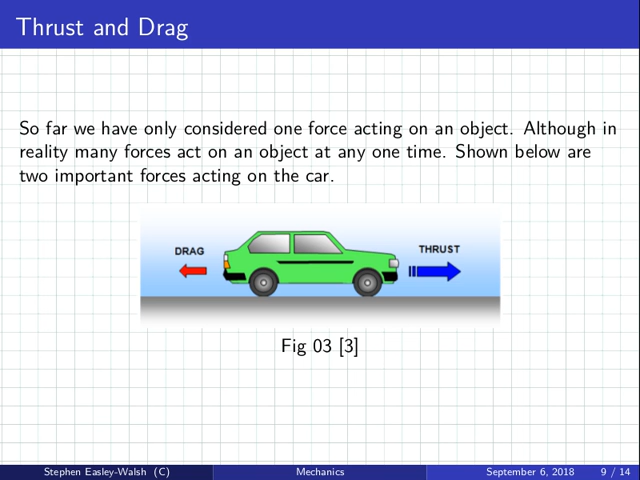 Thrust and Drag
So far we have only considered one force acting on an object. Although in
reality many forces act on an object at any one time. Shown below are
two important forces acting on the car.
DRAG
THRUST
Fig 03 [3]
Stephen Easley-Walsh (C)
Mechanics
September 6, 2018
9 / 14